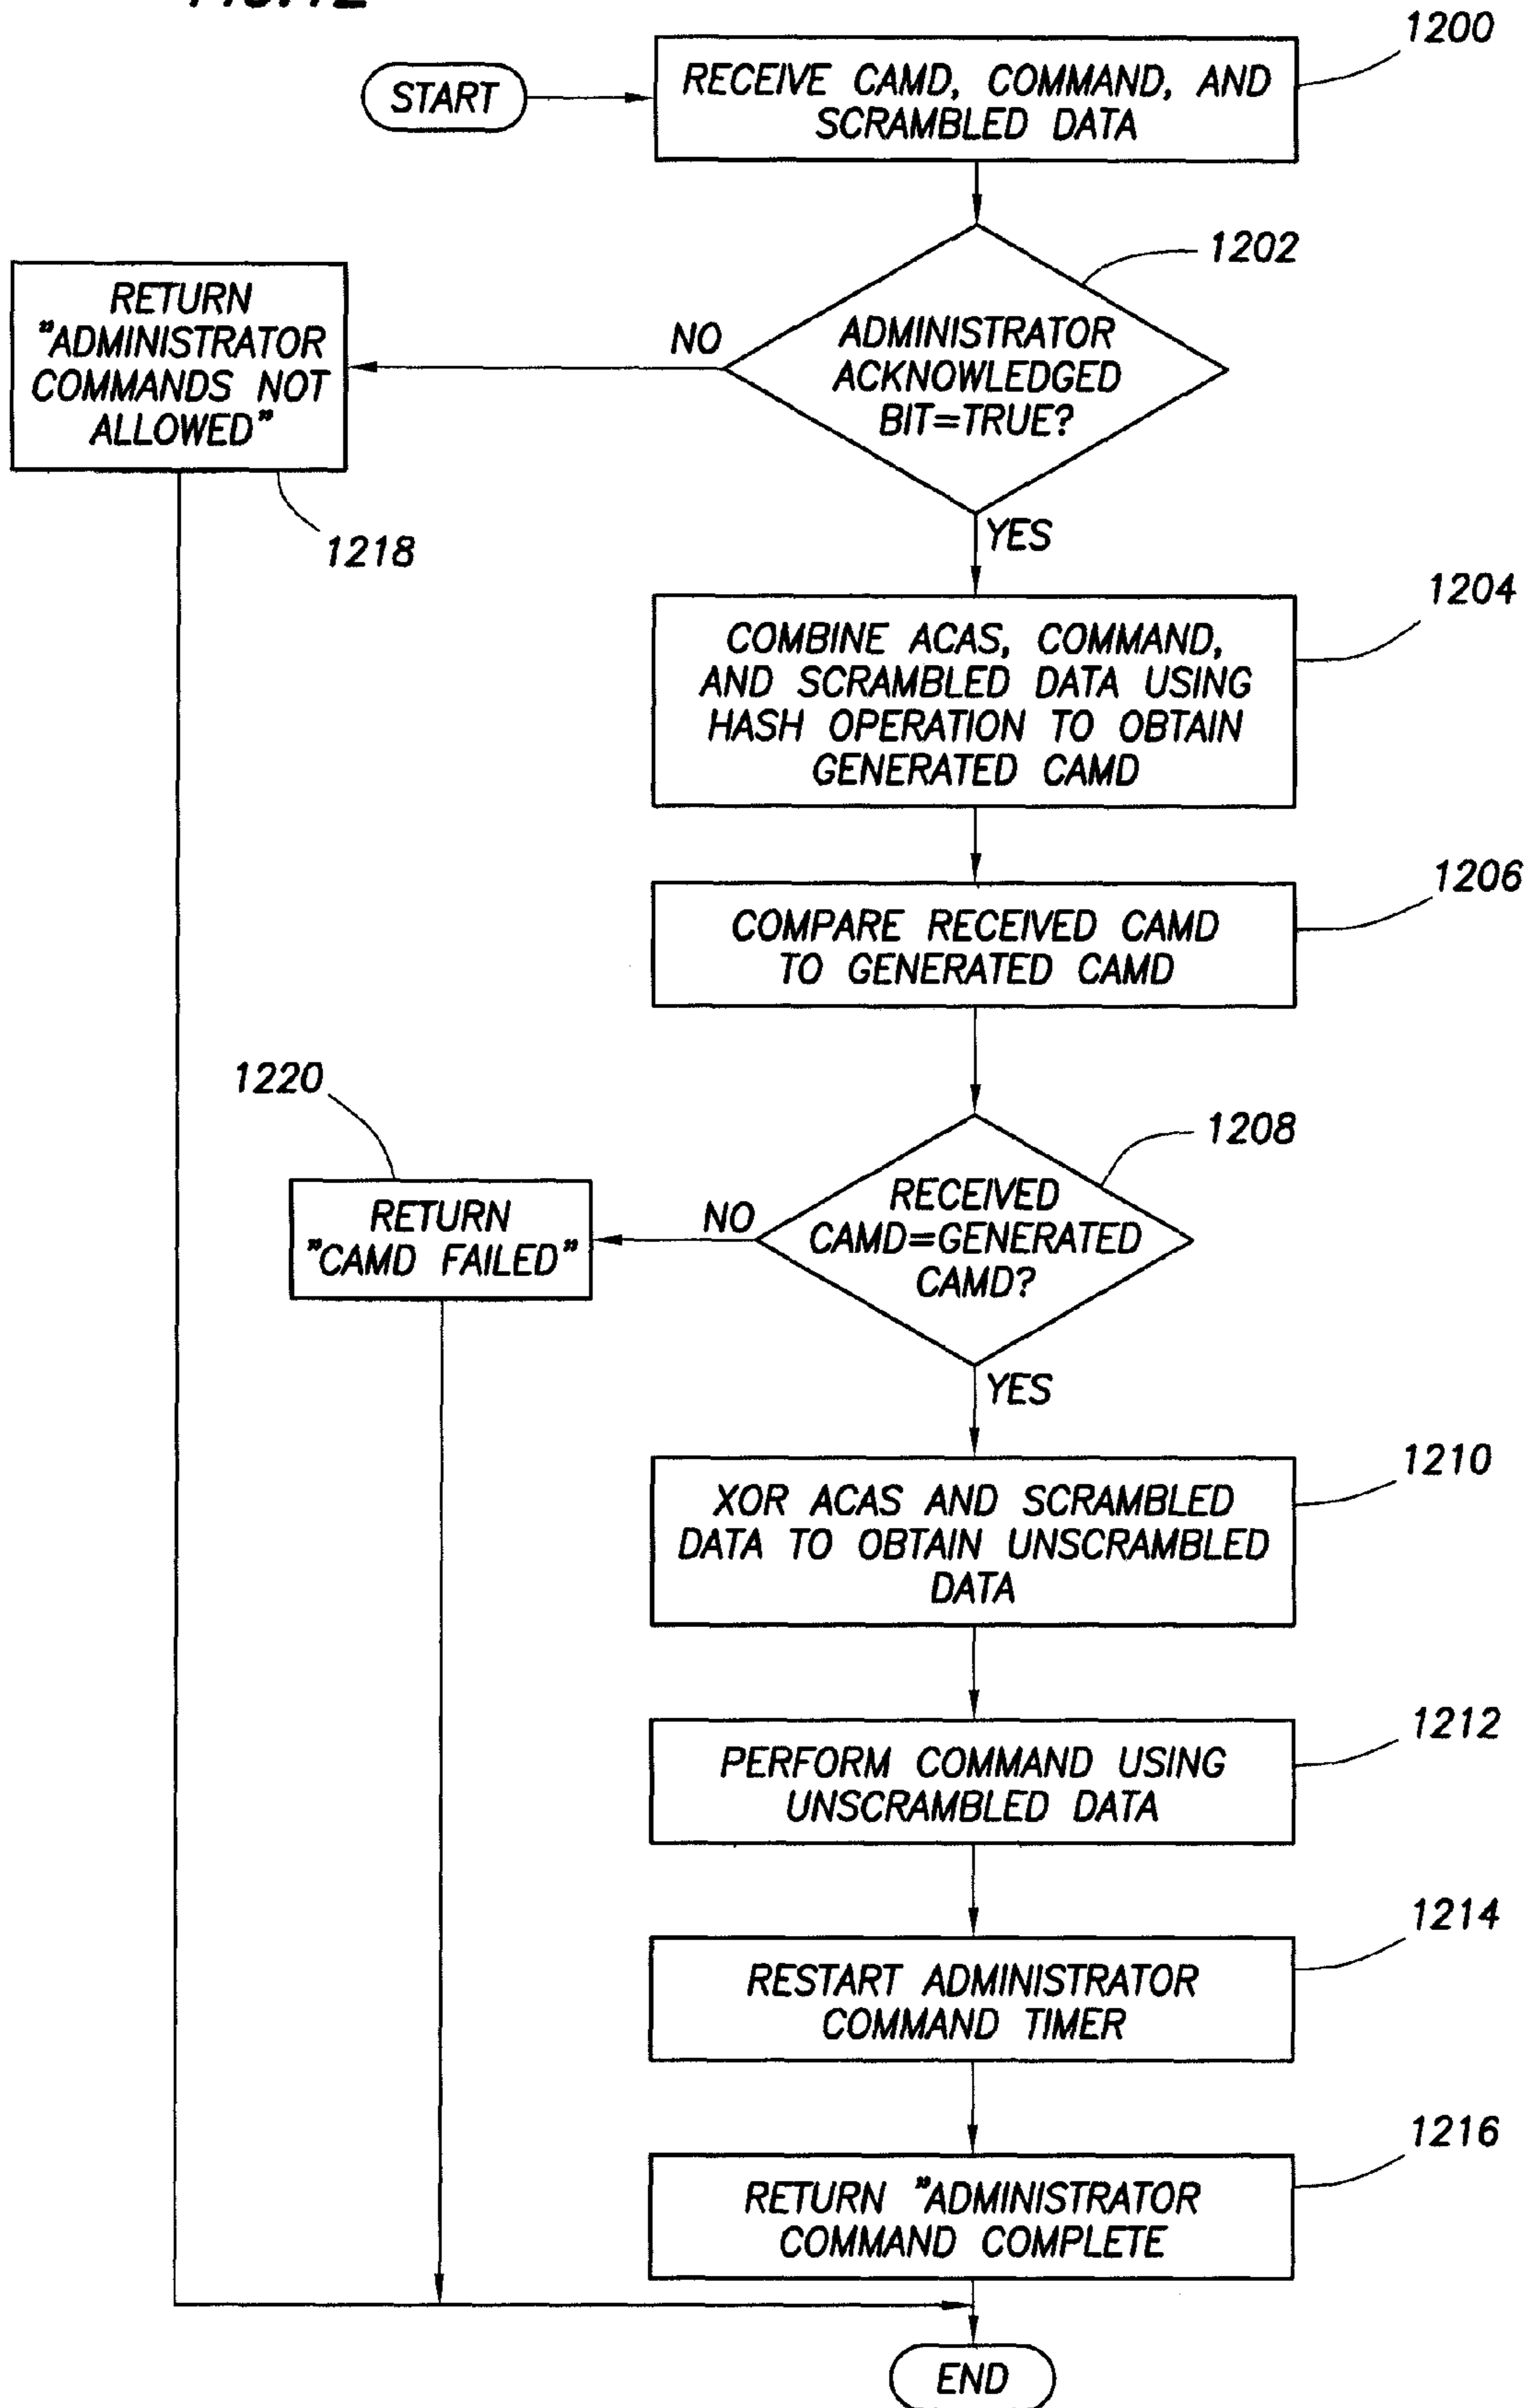 START
RECEIVE CAMD, COMMAND, AND
SCRAMBLED DATA
1200
1202
ADMINISTRATOR
ACKNOWLEDGED
BIT=TRUE?
NO
RETURN
"ADMINISTRATOR
COMMANDS NOT
ALLOWED"
1218
YES
1204
COMBINE ACAS, COMMAND,
AND SCRAMBLED DATA USING
HASH OPERATION TO OBTAIN
GENERATED CAMD
1206
COMPARE RECEIVED CAMD
TO GENERATED CAMD
1208
RECEIVED
CAMD=GENERATED
CAMD?
NO
1220
RETURN
"CAMD FAILED"
YES
1210
XOR ACAS AND SCRAMBLED
DATA TO OBTAIN UNSCRAMBLED
DATA
1212
PERFORM COMMAND USING
UNSCRAMBLED DATA
1214
RESTART ADMINISTRATOR
COMMAND TIMER
1216
RETURN "ADMINISTRATOR
COMMAND COMPLETE
END